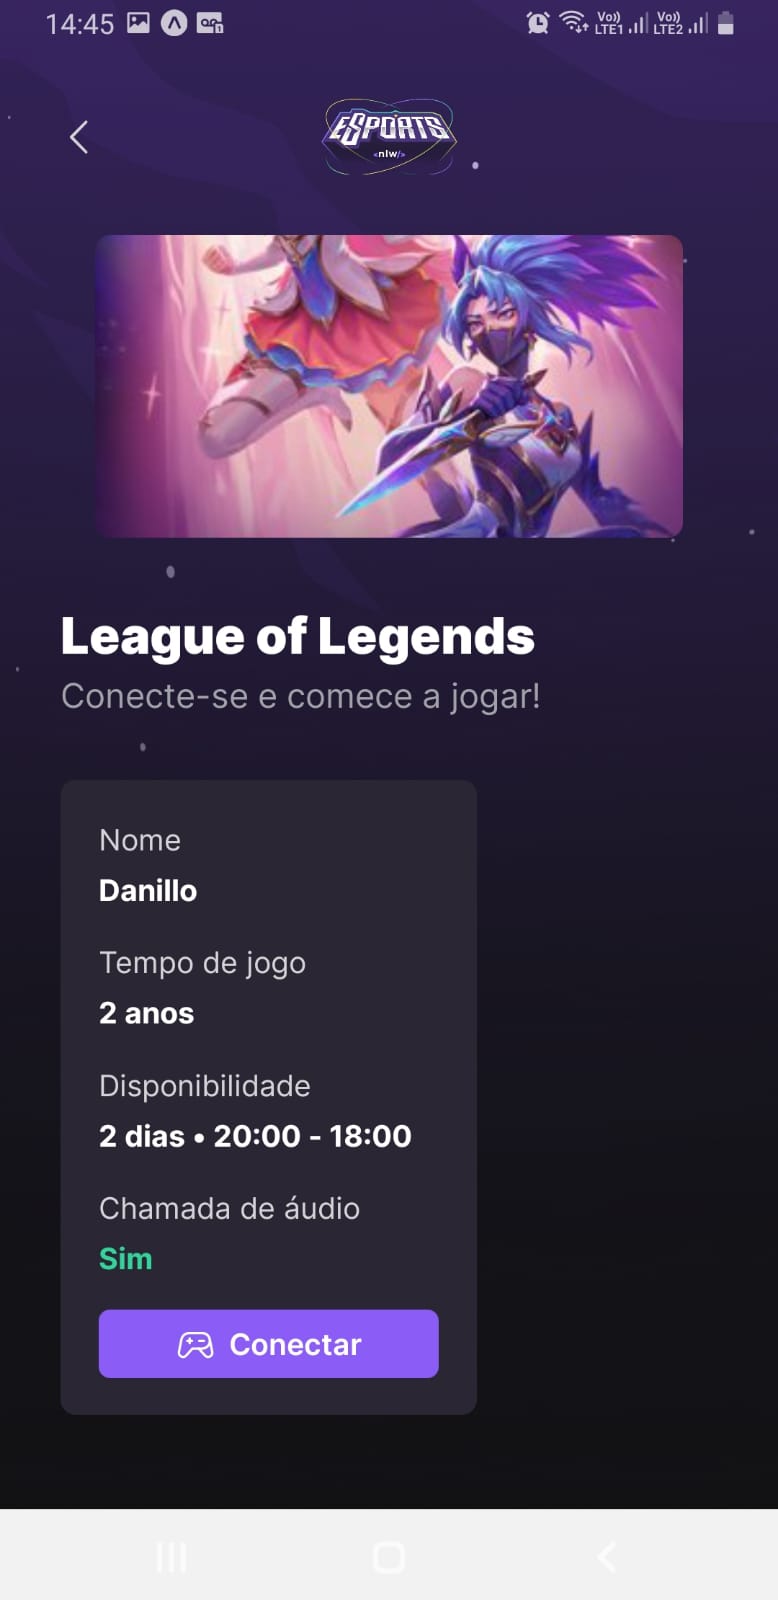 14:45
Vo)) LTE1 Vo)) LTE2
ESPORTS
<nlw/>
League of Legends
Conecte-se e comece a jogar!
Nome
Danillo
Tempo de jogo
2 anos
Disponibilidade
2 dias • 20:00 - 18:00
Chamada de áudio
Sim
Conectar